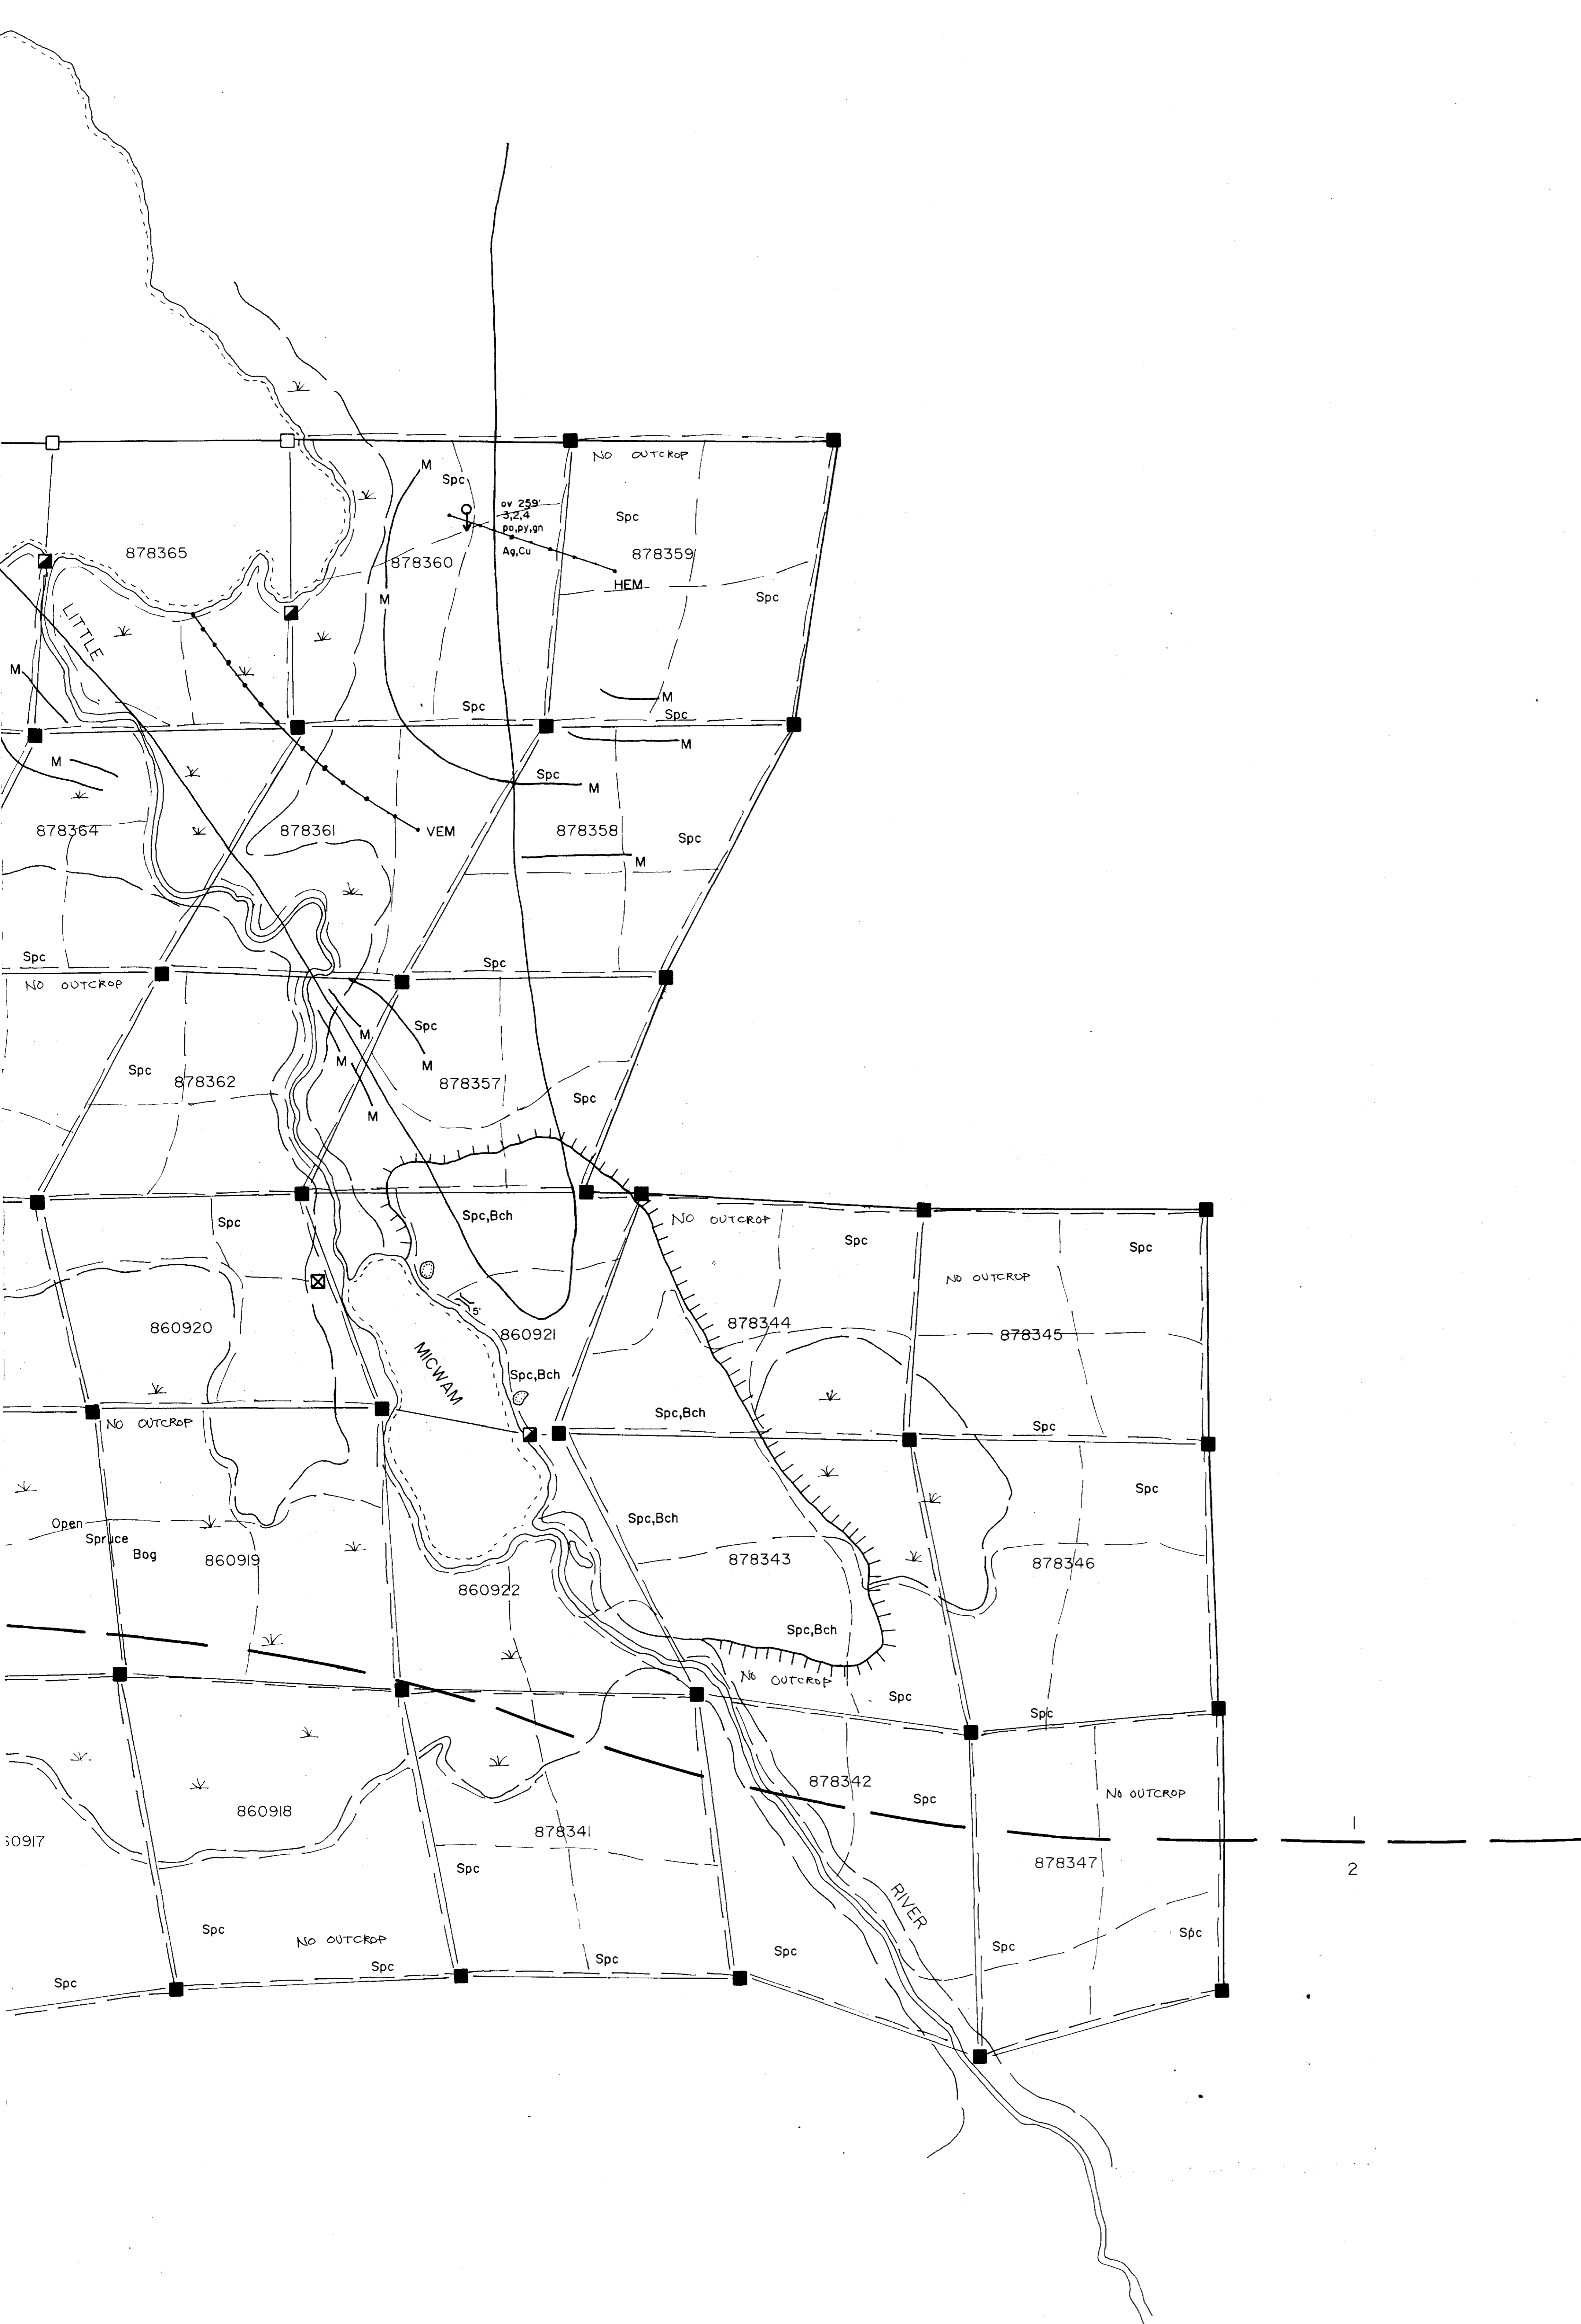 M
NO OUTCROP
Spc
ov 259'
3,2,4
po,py,gn
Ag,Cu
Spc
878365
878360
878359
HEM
Spc
M
LITTLE
M
M
Spc
Spc
M
M
Spc
M
878364
878361
VEM
878358
Spc
M
Spc
NO OUTCROP
Spc
Spc
M
M
M
Spc
878362
878357
Spc
M
Spc
Spc,Bch
NO OUTCROP
Spc
Spc
NO OUTCROP
860920
5'
860921
878344
878345
MICWAM
Spc,Bch
NO OUTCROP
Spc,Bch
Spc
Spc
Open
Spruce
Bog
860919
Spc,Bch
878343
878346
860922
Spc,Bch
NO OUTCROP
Spc
Spc
878342
Spc
NO OUTCROP
860918
878341
1
2
878347
Spc
RIVER
Spc
NO OUTCROP
Spc
Spc
Spc
Spc
Spc
Spc